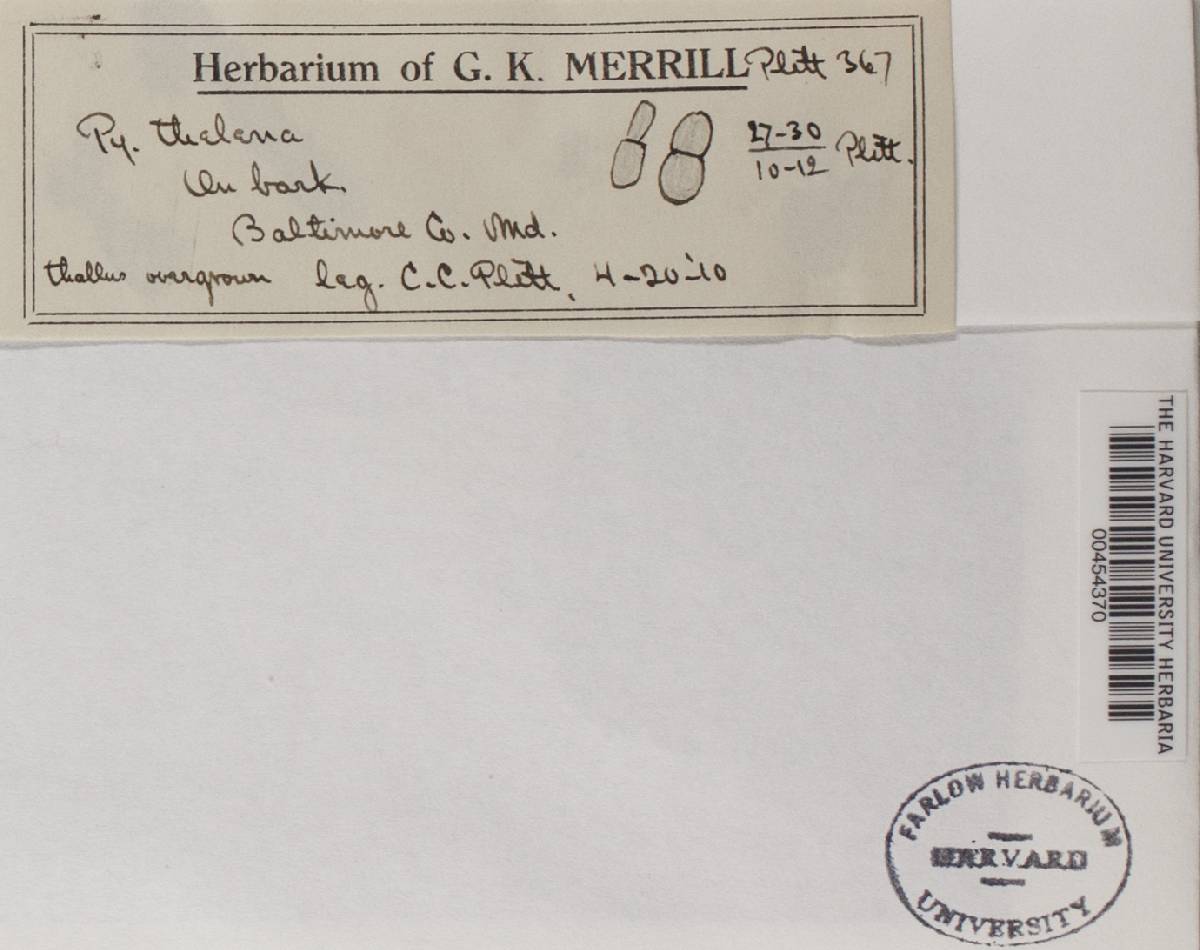 Herbarium of G. K. MERRILL Plitt 367
Py. thelena
27-30
10-12 Plitt.
On bark.
Baltimore Co. Md.
thallus overgrown leg. C.C. Plitt, 4-20-'10
THE HARVARD UNIVERSITY HERBARIA
00454370
FARLOW HERBARIUM
HARVARD
UNIVERSITY